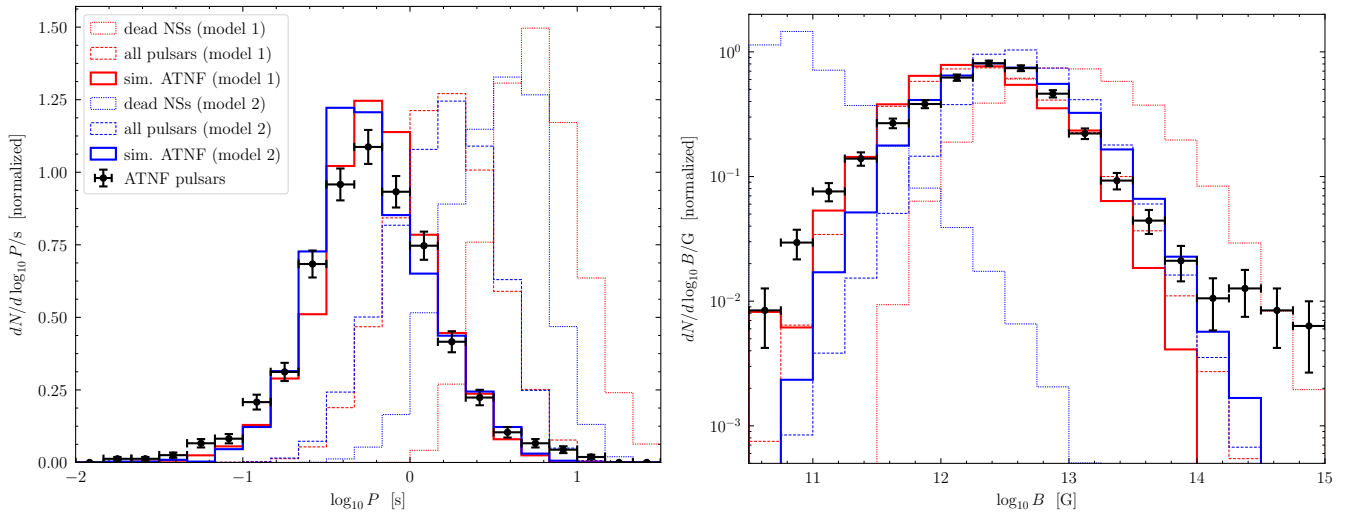 dead NSs (model 1)
all pulsars (model 1)
sim. ATNF (model 1)
dead NSs (model 2)
all pulsars (model 2)
sim. ATNF (model 2)
ATNF pulsars
1.50
1.25
1.00
0.75
0.50
0.25
0.00
dN/d log₁₀ P/s [normalized]
−2 −1 0 1
log₁₀ P [s]
10⁰
10⁻¹
10⁻²
10⁻³
dN/d log₁₀ B/G [normalized]
11 12 13 14 15
log₁₀ B [G]